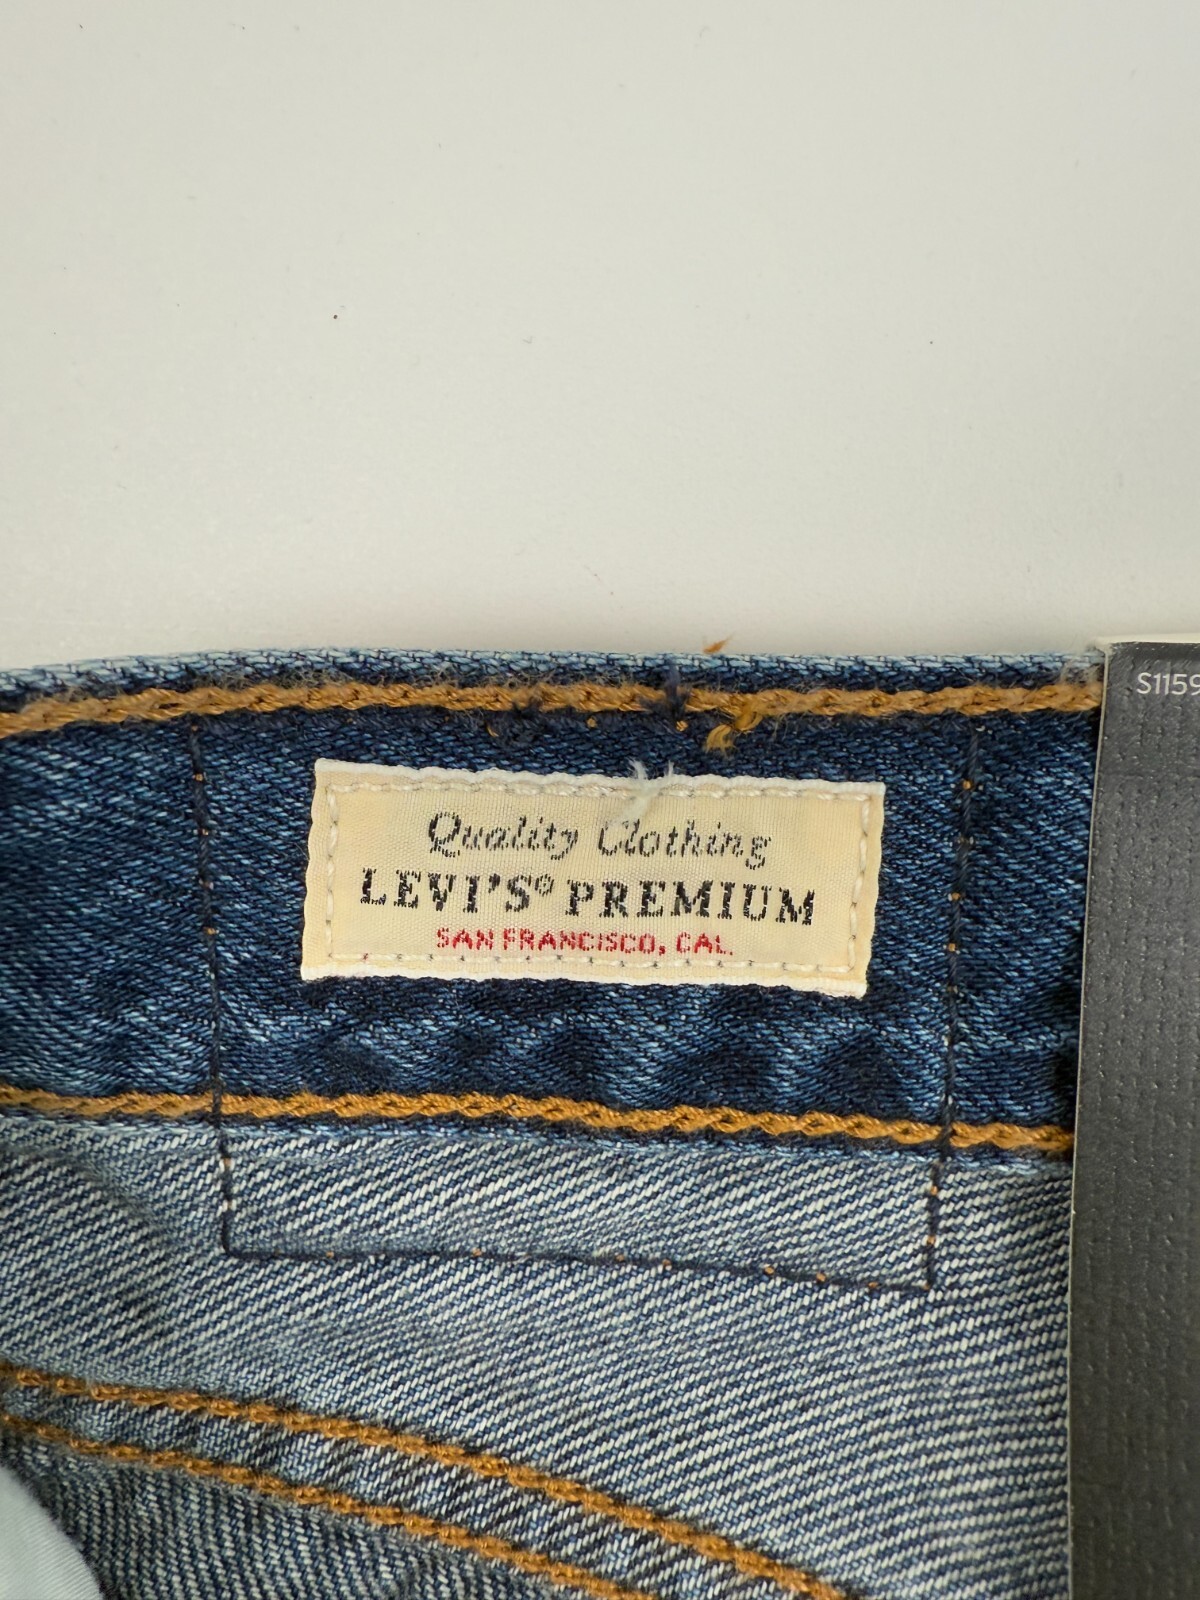 S1159
Quality Clothing
LEVI'S® PREMIUM
SAN FRANCISCO, CAL.